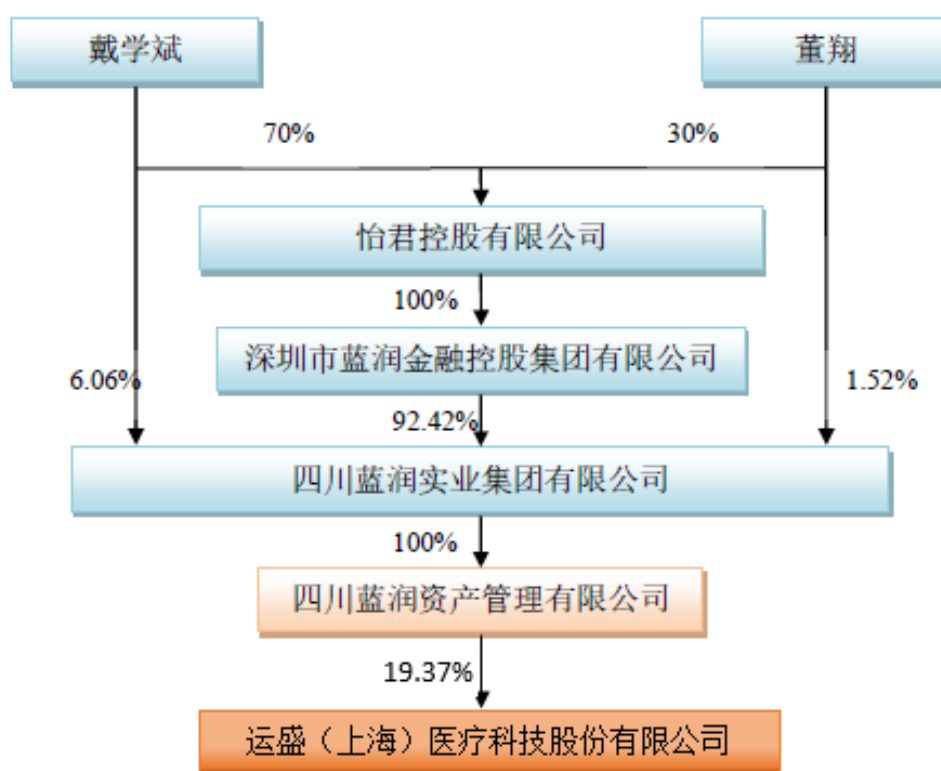 戴学斌
董翔
70%
30%
怡君控股有限公司
100%
深圳市蓝润金融控股集团有限公司
6.06%
1.52%
92.42%
四川蓝润实业集团有限公司
100%
四川蓝润资产管理有限公司
19.37%
运盛（上海）医疗科技股份有限公司